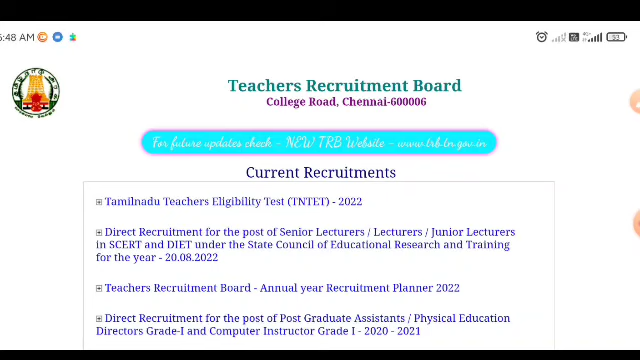 5:48 AM
53
Teachers Recruitment Board
College Road, Chennai-600006
For future updates check - NEW TRB Website - www.trb.tn.gov.in
Current Recruitments
Tamilnadu Teachers Eligibility Test (TNTET) - 2022
Direct Recruitment for the post of Senior Lecturers / Lecturers / Junior Lecturers
in SCERT and DIET under the State Council of Educational Research and Training
for the year - 20.08.2022
Teachers Recruitment Board - Annual year Recruitment Planner 2022
Direct Recruitment for the post of Post Graduate Assistants / Physical Education
Directors Grade-I and Computer Instructor Grade I - 2020 - 2021